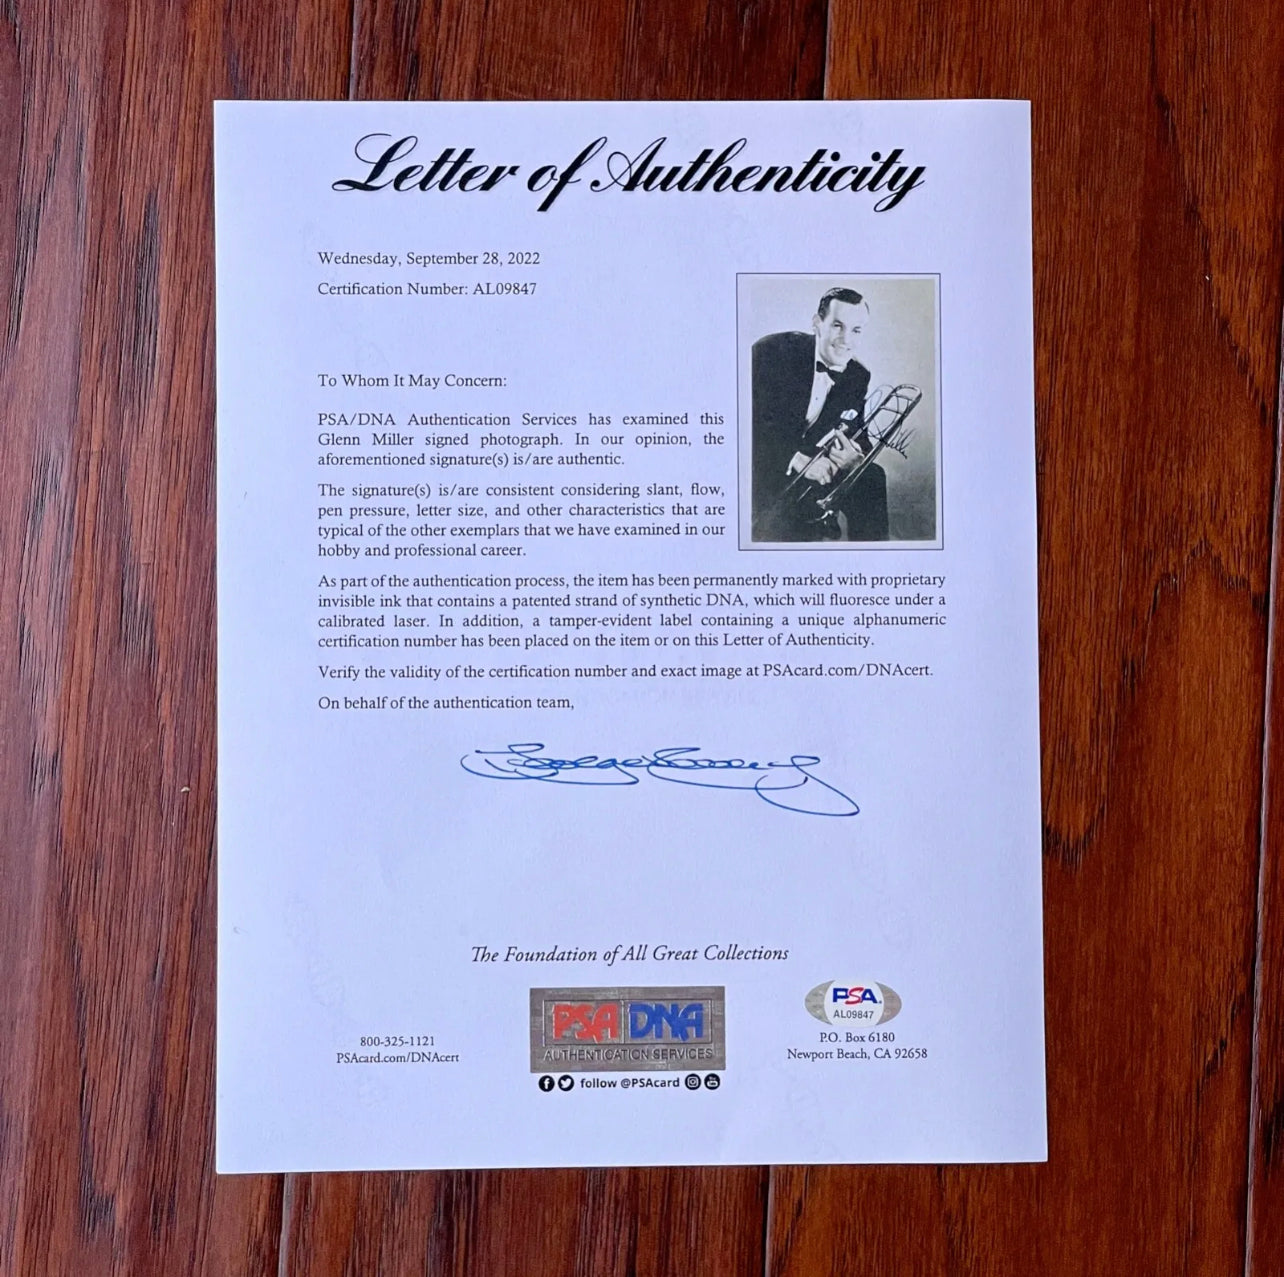 Letter of Authenticity
Wednesday, September 28, 2022
Certification Number: AL09847
To Whom It May Concern:
PSA/DNA Authentication Services has examined this
Glenn Miller signed photograph. In our opinion, the
aforementioned signature(s) is/are authentic.
The signature(s) is/are consistent considering slant, flow,
pen pressure, letter size, and other characteristics that are
typical of the other exemplars that we have examined in our
hobby and professional career.
As part of the authentication process, the item has been permanently marked with proprietary
invisible ink that contains a patented strand of synthetic DNA, which will fluoresce under a
calibrated laser. In addition, a tamper-evident label containing a unique alphanumeric
certification number has been placed on the item or on this Letter of Authenticity.
Verify the validity of the certification number and exact image at PSAcard.com/DNAcert.
On behalf of the authentication team,
The Foundation of All Great Collections
800-325-1121
PSAcard.com/DNAcert
PSA DNA
AUTHENTICATION SERVICES
follow @PSAcard
PSA
AL09847
P.O. Box 6180
Newport Beach, CA 92658